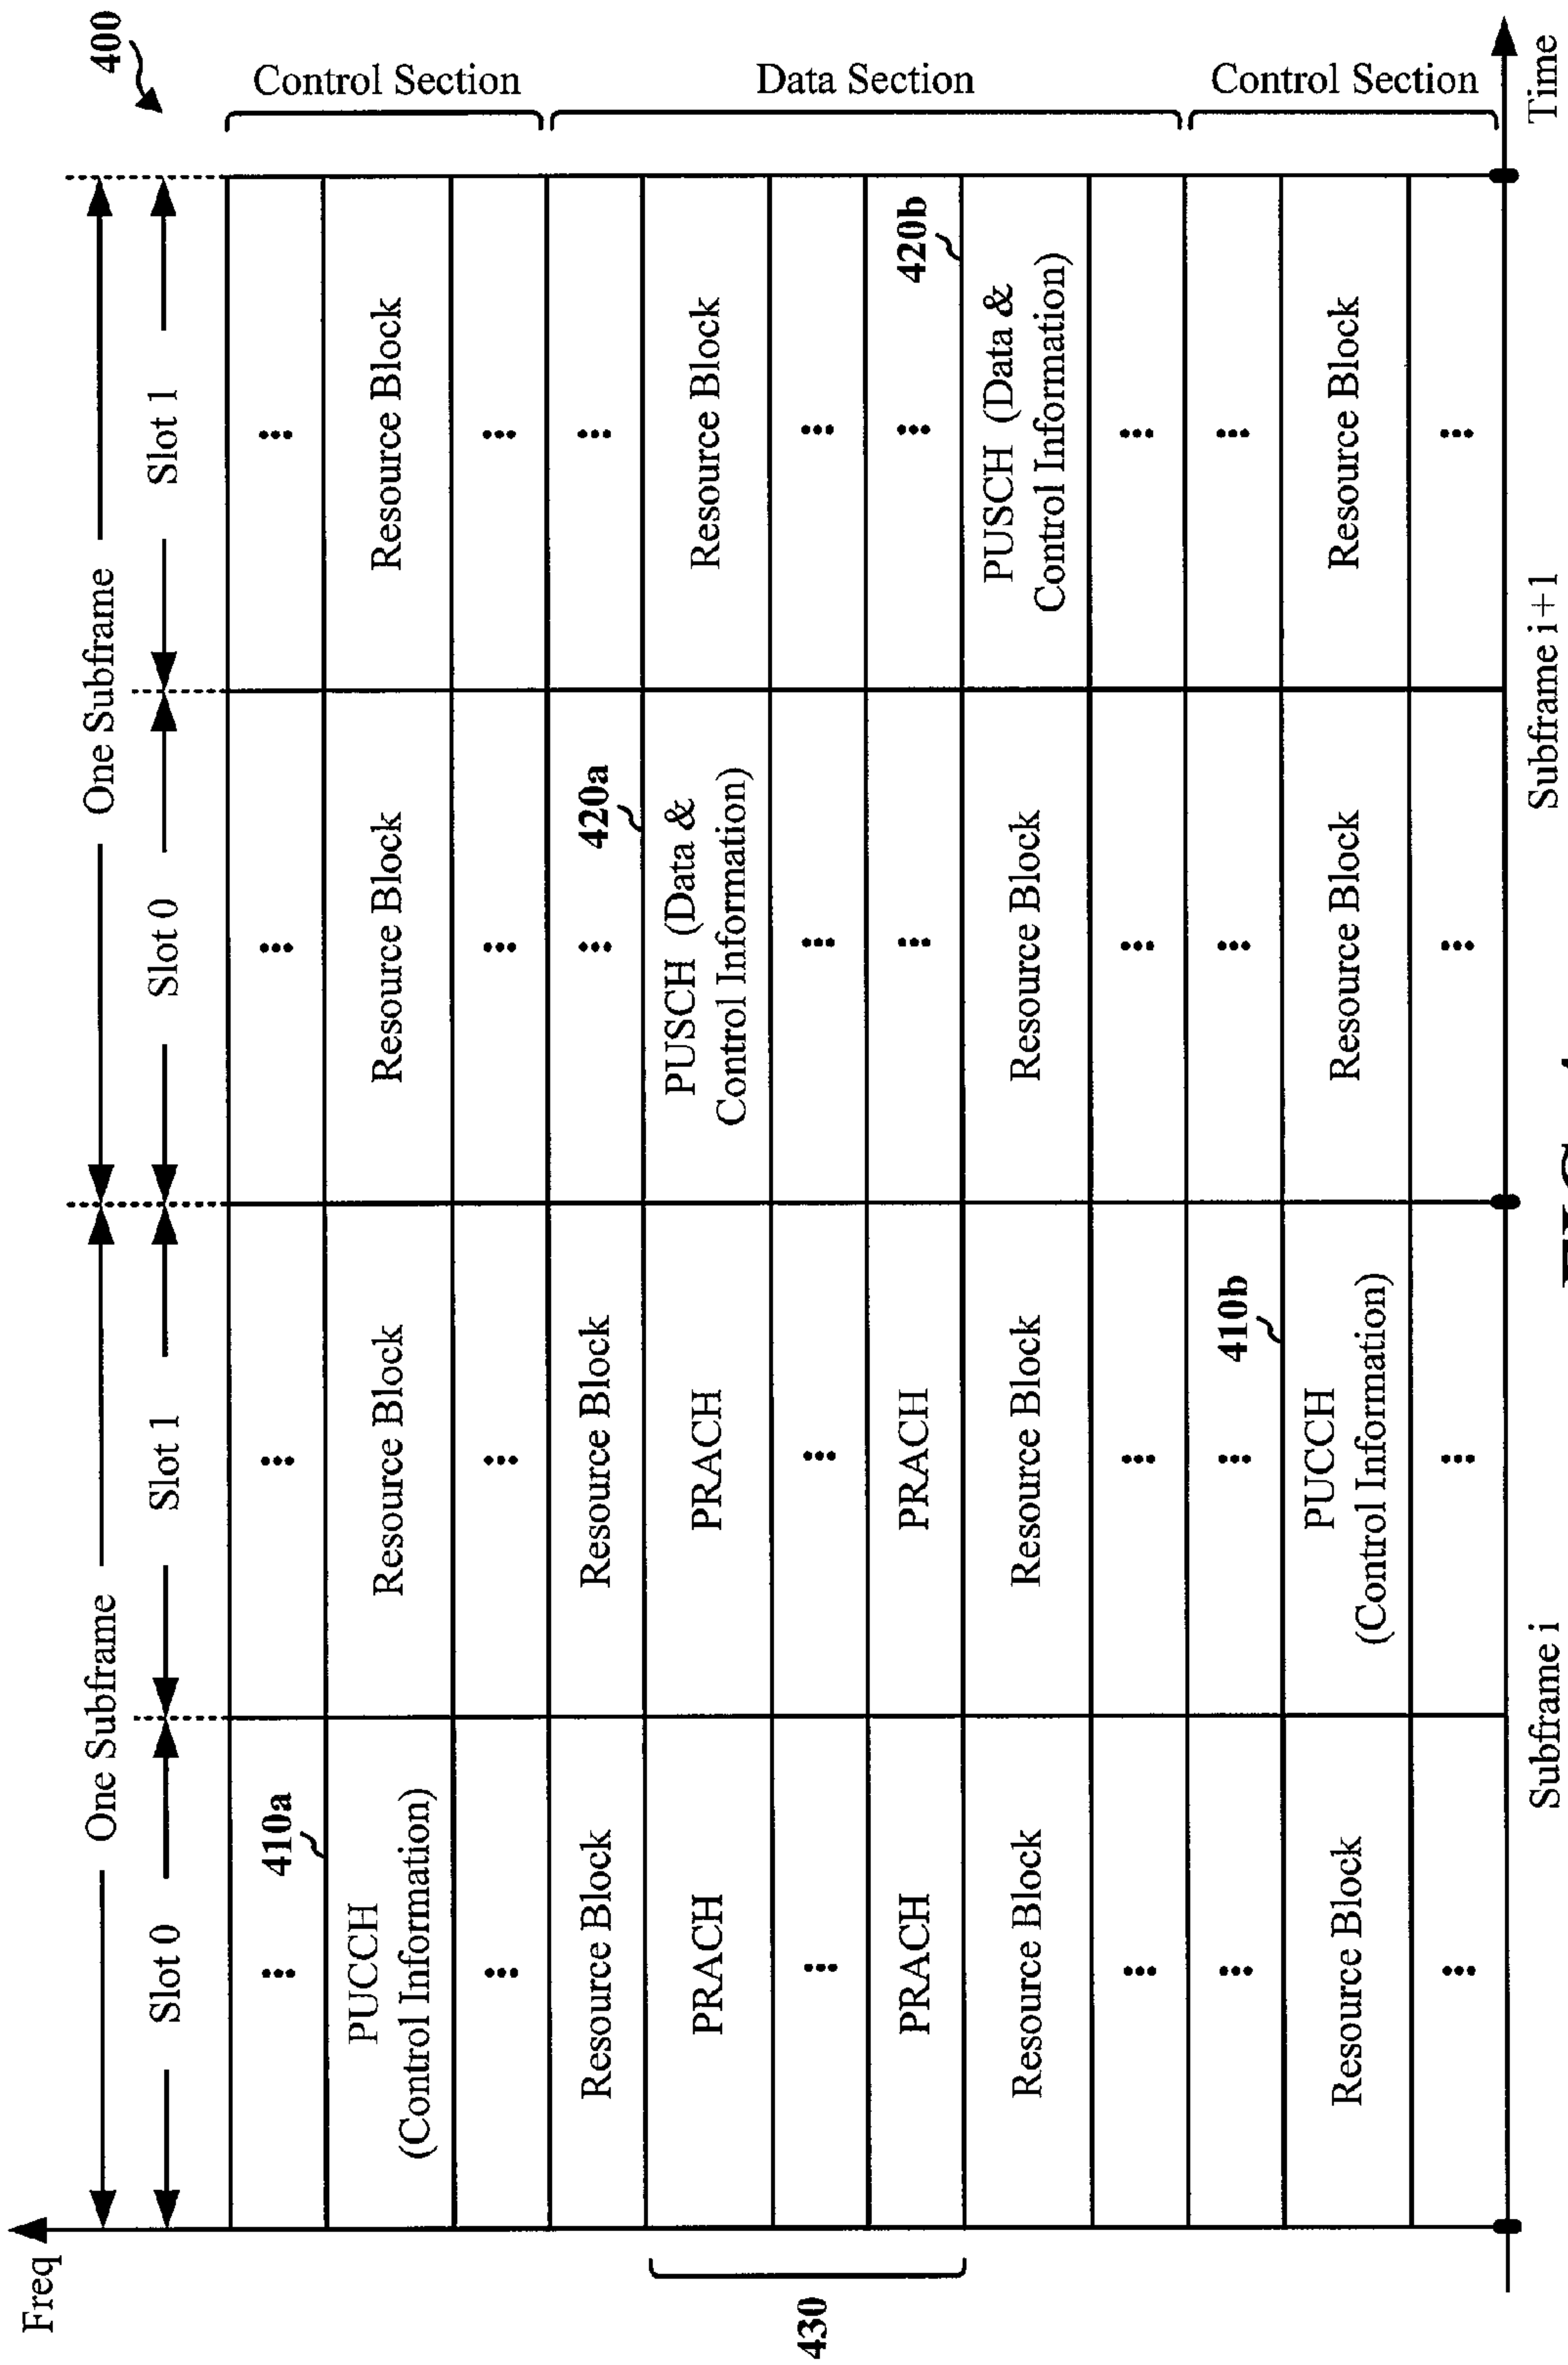 400
One Subframe
One Subframe
Slot 0
Slot 1
Slot 0
Slot 1
Freq
Control Section
Data Section
Control Section
⋮
⋮
⋮
⋮
410a
PUCCH
(Control Information)
Resource Block
Resource Block
Resource Block
⋮
⋮
⋮
⋮
Resource Block
Resource Block
⋮
⋮
420a
430
PRACH
PRACH
PUSCH (Data &
Control Information)
Resource Block
⋮
⋮
⋮
⋮
PRACH
PRACH
⋮
⋮
420b
Resource Block
Resource Block
Resource Block
PUSCH (Data &
Control Information)
⋮
⋮
⋮
⋮
⋮
⋮
⋮
⋮
410b
Resource Block
PUCCH
(Control Information)
Resource Block
Resource Block
⋮
⋮
⋮
⋮
Time
Subframe i
Subframe i+1